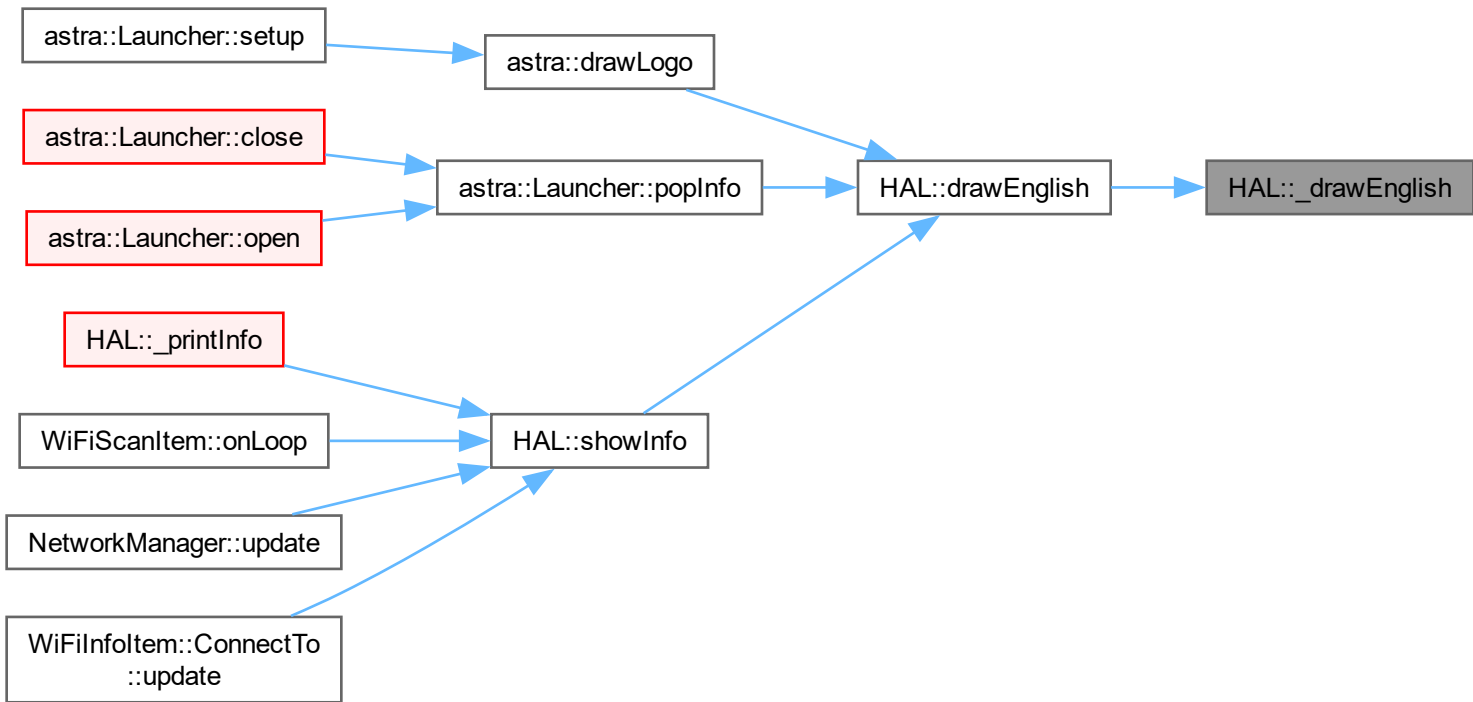 astra::Launcher::setup
astra::drawLogo
astra::Launcher::close
astra::Launcher::popInfo
HAL::drawEnglish
HAL::_drawEnglish
astra::Launcher::open
HAL::_printInfo
WiFiScanItem::onLoop
HAL::showInfo
NetworkManager::update
WiFiInfoItem::ConnectTo
::update